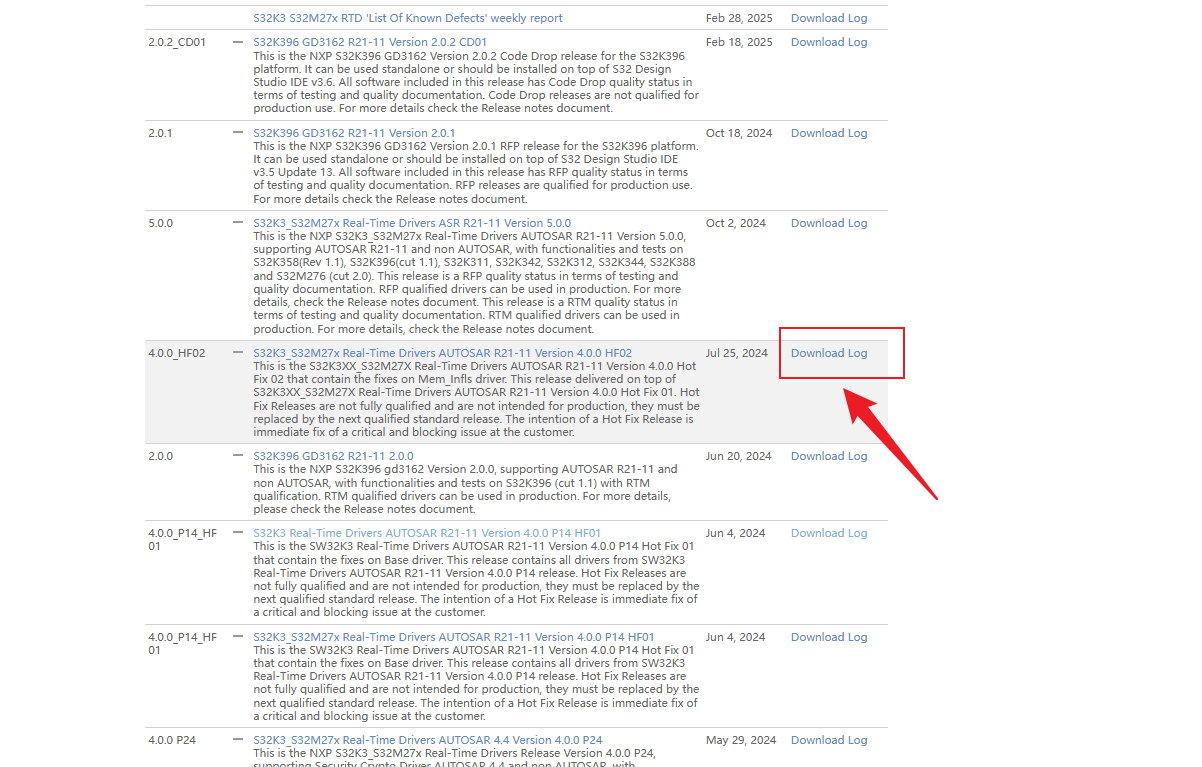 S32K3 S32M27x RTD 'List Of Known Defects' weekly report Feb 28, 2025 Download Log
2.0.2_CD01 — S32K396 GD3162 R21-11 Version 2.0.2 CD01 Feb 18, 2025 Download Log
This is the NXP S32K396 GD3162 Version 2.0.2 Code Drop release for the S32K396
platform. It can be used standalone or should be installed on top of S32 Design
Studio IDE v3.6. All software included in this release has Code Drop quality status in
terms of testing and quality documentation. Code Drop releases are not qualified for
production use. For more details check the Release notes document.
2.0.1 — S32K396 GD3162 R21-11 Version 2.0.1 Oct 18, 2024 Download Log
This is the NXP S32K396 GD3162 Version 2.0.1 RFP release for the S32K396 platform.
It can be used standalone or should be installed on top of S32 Design Studio IDE
v3.5 Update 13. All software included in this release has RFP quality status in terms
of testing and quality documentation. RFP releases are qualified for production use.
For more details check the Release notes document.
5.0.0 — S32K3_S32M27x Real-Time Drivers ASR R21-11 Version 5.0.0 Oct 2, 2024 Download Log
This is the NXP S32K3_S32M27x Real-Time Drivers AUTOSAR R21-11 Version 5.0.0,
supporting AUTOSAR R21-11 and non AUTOSAR, with functionalities and tests on
S32K358(Rev 1.1), S32K396(cut 1.1), S32K311, S32K342, S32K312, S32K344, S32K388
and S32M276 (cut 2.0). This release is a RFP quality status in terms of testing and
quality documentation. RFP qualified drivers can be used in production. For more
details, check the Release notes document. This release is a RTM quality status in
terms of testing and quality documentation. RTM qualified drivers can be used in
production. For more details, check the Release notes document.
4.0.0_HF02 — S32K3_S32M27x Real-Time Drivers AUTOSAR R21-11 Version 4.0.0 HF02 Jul 25, 2024 Download Log
This is the S32K3XX_S32M27X Real-Time Drivers AUTOSAR R21-11 Version 4.0.0 Hot
Fix 02 that contain the fixes on Mem_Infls driver. This release delivered on top of
S32K3XX_S32M27X Real-Time Drivers AUTOSAR R21-11 Version 4.0.0 Hot Fix 01. Hot
Fix Releases are not fully qualified and are not intended for production, they must be
replaced by the next qualified standard release. The intention of a Hot Fix Release is
immediate fix of a critical and blocking issue at the customer.
2.0.0 — S32K396 GD3162 R21-11 2.0.0 Jun 20, 2024 Download Log
This is the NXP S32K396 gd3162 Version 2.0.0, supporting AUTOSAR R21-11 and
non AUTOSAR, with functionalities and tests on S32K396 (cut 1.1) with RTM
qualification. RTM qualified drivers can be used in production. For more details,
please check the Release notes document.
4.0.0_P14_HF — S32K3 Real-Time Drivers AUTOSAR R21-11 Version 4.0.0 P14 HF01 Jun 4, 2024 Download Log
01 This is the SW32K3 Real-Time Drivers AUTOSAR R21-11 Version 4.0.0 P14 Hot Fix 01
that contain the fixes on Base driver. This release contains all drivers from SW32K3
Real-Time Drivers AUTOSAR R21-11 Version 4.0.0 P14 release. Hot Fix Releases are
not fully qualified and are not intended for production, they must be replaced by the
next qualified standard release. The intention of a Hot Fix Release is immediate fix of
a critical and blocking issue at the customer.
4.0.0_P14_HF — S32K3_S32M27x Real-Time Drivers AUTOSAR R21-11 Version 4.0.0 P14 HF01 Jun 4, 2024 Download Log
01 This is the SW32K3 Real-Time Drivers AUTOSAR R21-11 Version 4.0.0 P14 Hot Fix 01
that contain the fixes on Base driver. This release contains all drivers from SW32K3
Real-Time Drivers AUTOSAR R21-11 Version 4.0.0 P14 release. Hot Fix Releases are
not fully qualified and are not intended for production, they must be replaced by the
next qualified standard release. The intention of a Hot Fix Release is immediate fix of
a critical and blocking issue at the customer.
4.0.0 P24 — S32K3_S32M27x Real-Time Drivers AUTOSAR 4.4 Version 4.0.0 P24 May 29, 2024 Download Log
This is the NXP S32K3_S32M27x Real-Time Drivers Release Version 4.0.0 P24,
supporting Security Crypto Driver AUTOSAR 4.4 and non AUTOSAR, with